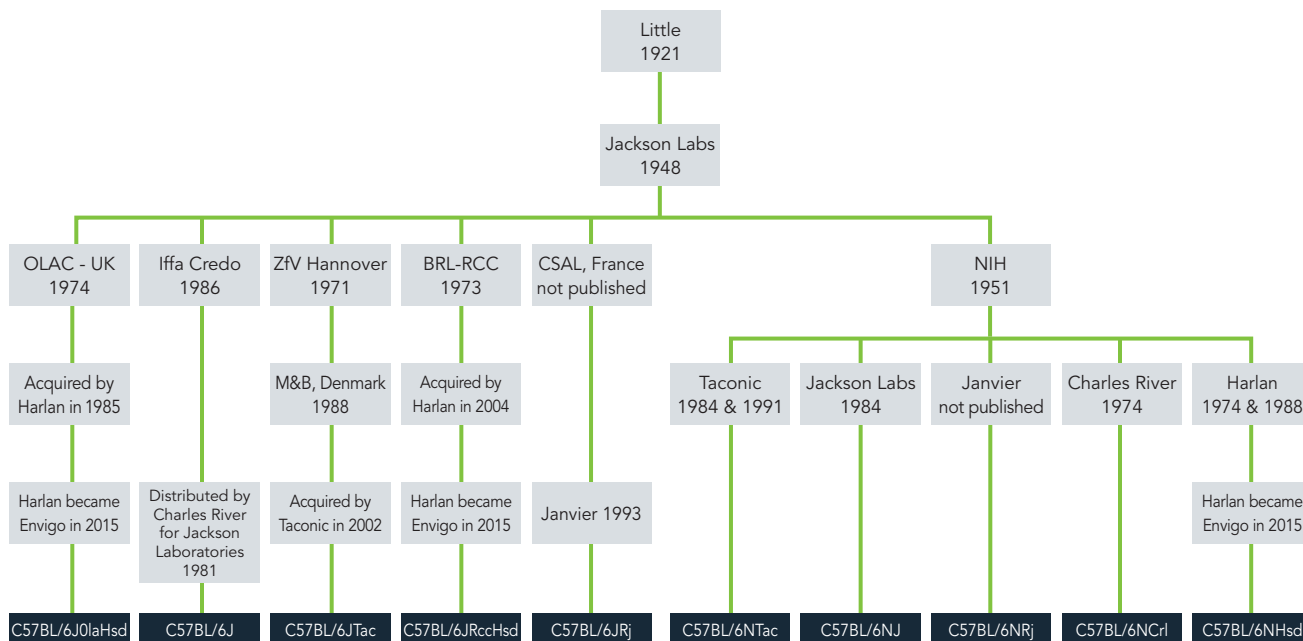 Little
1921
Jackson Labs
1948
OLAC - UK
1974
Iffa Credo
1986
ZfV Hannover
1971
BRL-RCC
1973
CSAL, France
not published
NIH
1951
Acquired by
Harlan in 1985
M&B, Denmark
1988
Acquired by
Harlan in 2004
Taconic
1984 & 1991
Jackson Labs
1984
Janvier
not published
Charles River
1974
Harlan
1974 & 1988
Harlan became
Envigo in 2015
Distributed by
Charles River
for Jackson
Laboratories
1981
Acquired by
Taconic in 2002
Harlan became
Envigo in 2015
Janvier 1993
Harlan became
Envigo in 2015
C57BL/6J0laHsd
C57BL/6J
C57BL/6JTac
C57BL/6JRccHsd
C57BL/6JRj
C57BL/6NTac
C57BL/6NJ
C57BL/6NRj
C57BL/6NCrl
C57BL/6NHsd